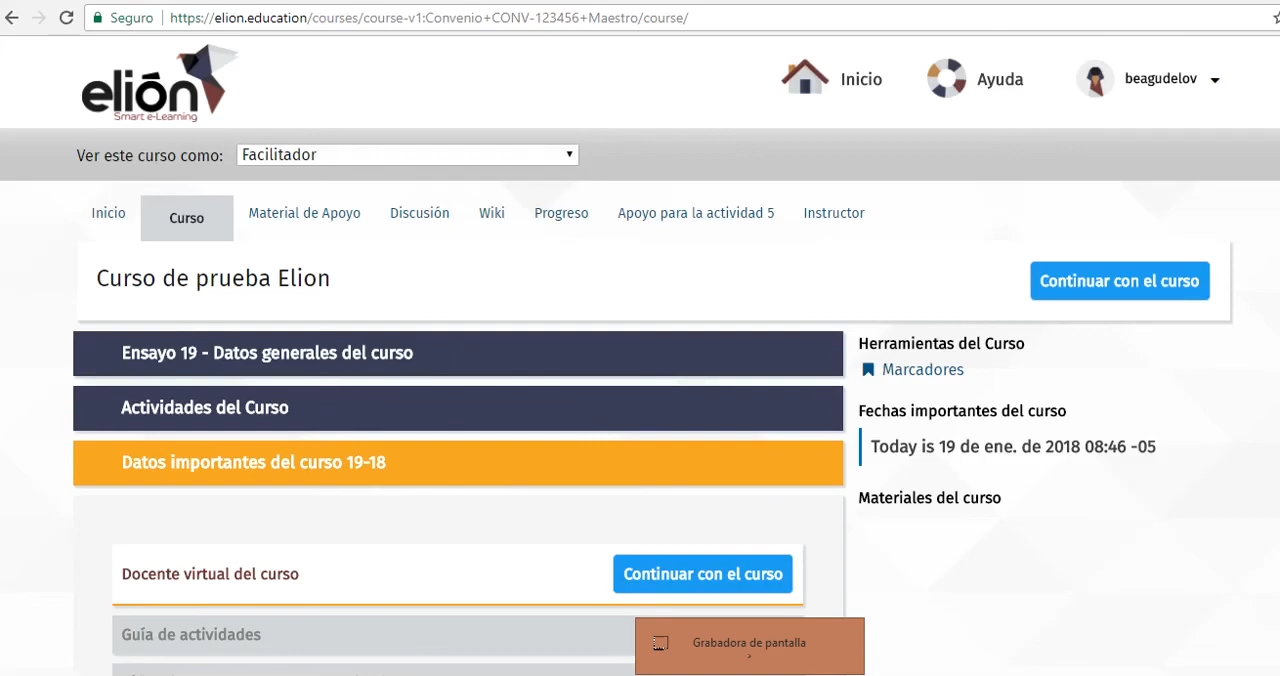 Seguro
https://elion.education/courses/course-v1:Convenio+CONV-123456+Maestro/course/
elión
Smart e-Learning
Inicio
Ayuda
beagudelov
Ver este curso como:
Facilitador
Inicio
Curso
Material de Apoyo
Discusión
Wiki
Progreso
Apoyo para la actividad 5
Instructor
Curso de prueba Elion
Continuar con el curso
Ensayo 19 - Datos generales del curso
Actividades del Curso
Datos importantes del curso 19-18
Docente virtual del curso
Continuar con el curso
Guía de actividades
Herramientas del Curso
Marcadores
Fechas importantes del curso
Today is 19 de ene. de 2018 08:46 -05
Materiales del curso
Grabadora de pantalla